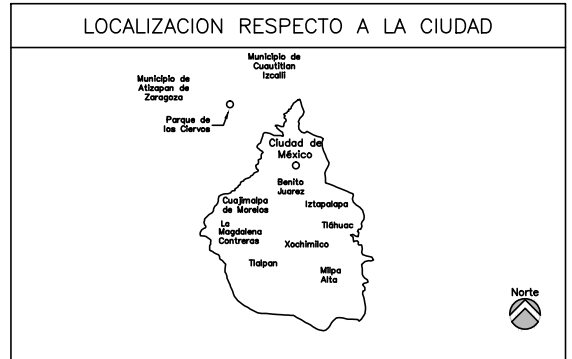 LOCALIZACION RESPECTO A LA CIUDAD
Municipio de
Cuautitlan
Izcalli
Municipio de
Atizapan de
Zaragoza
Parque de
los Ciervos
Ciudad de
México
Benito
Juarez
Cuajimalpa
de Morelos
Iztapalapa
La
Magdalena
Contreras
Tláhuac
Xochimilco
Tlalpan
Milpa
Alta
Norte